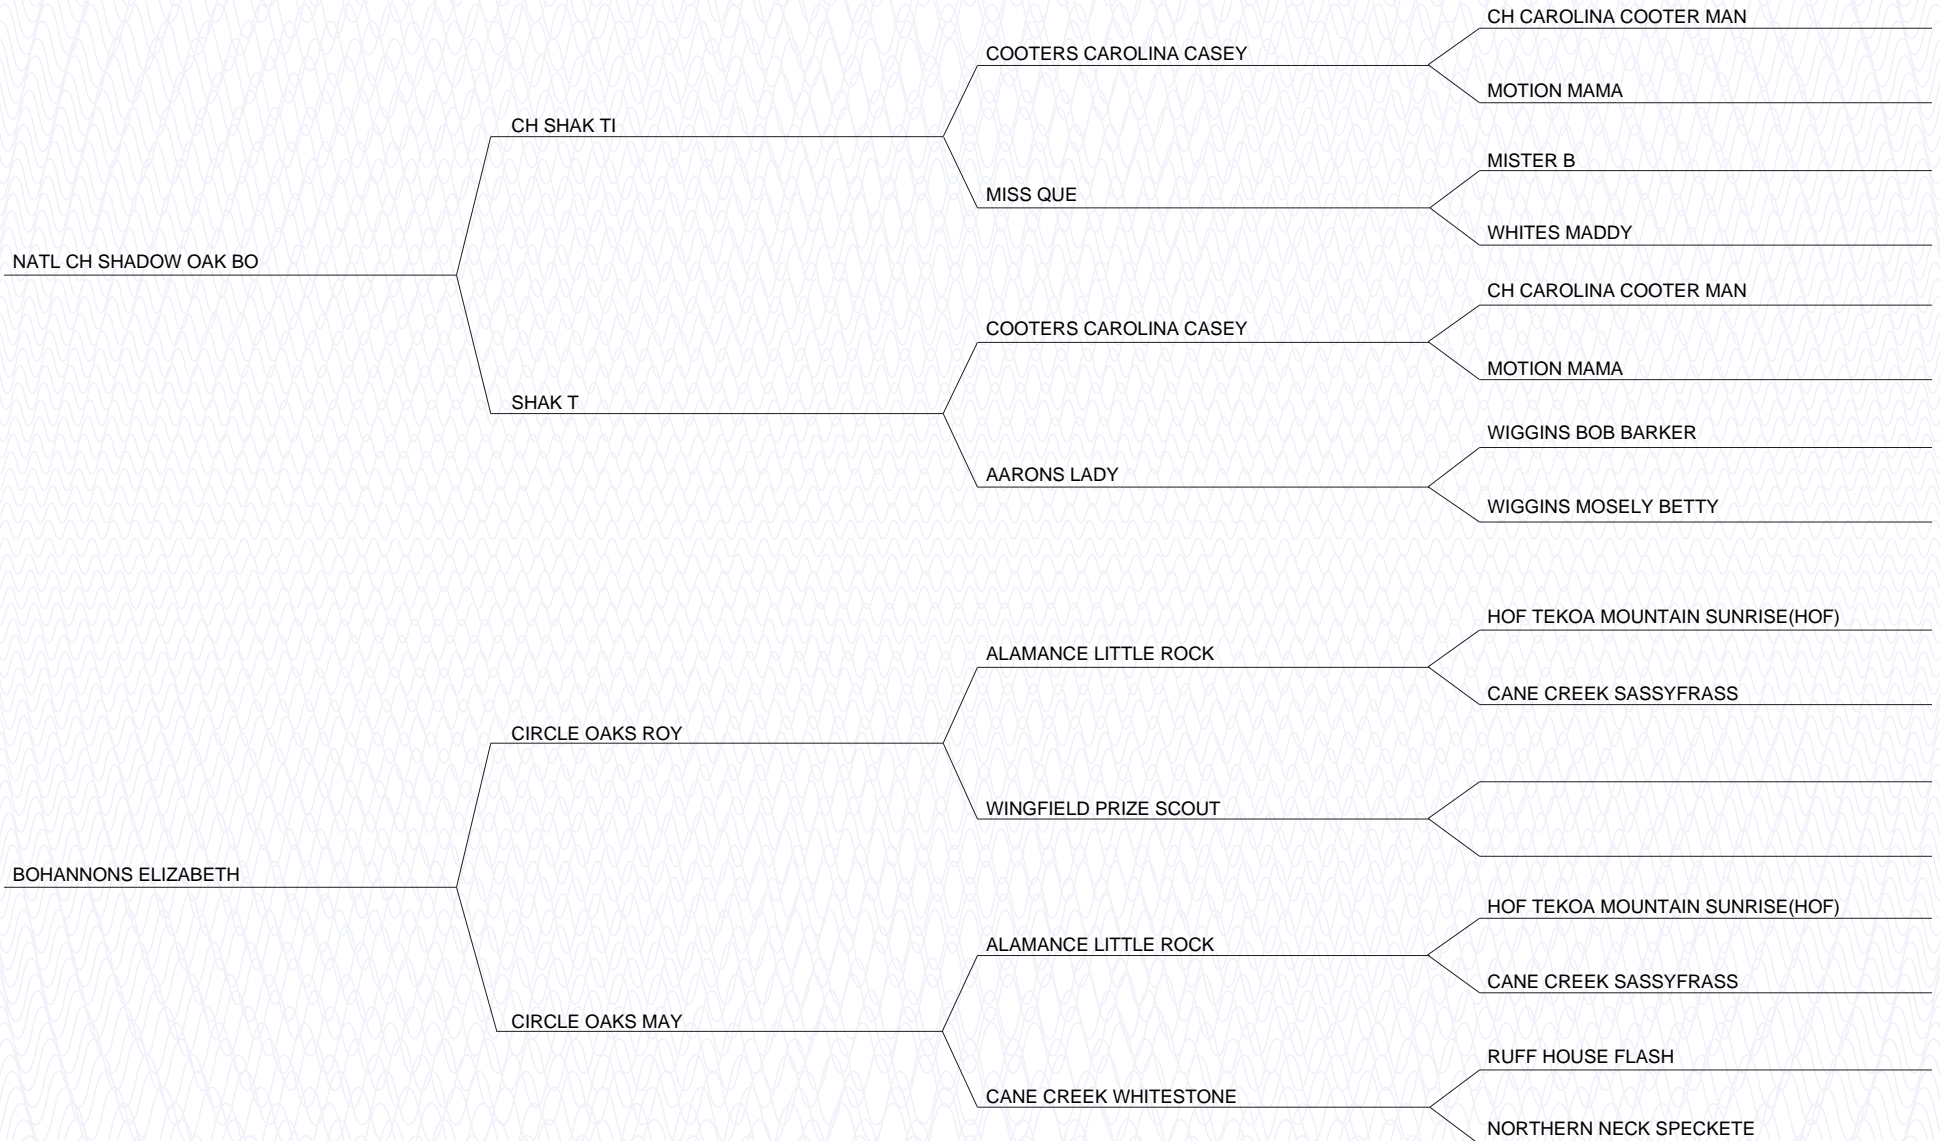 CH CAROLINA COOTER MAN
COOTERS CAROLINA CASEY
MOTION MAMA
CH SHAK TI
MISTER B
MISS QUE
WHITES MADDY
NATL CH SHADOW OAK BO
CH CAROLINA COOTER MAN
COOTERS CAROLINA CASEY
MOTION MAMA
SHAK T
WIGGINS BOB BARKER
AARONS LADY
WIGGINS MOSELY BETTY
HOF TEKOA MOUNTAIN SUNRISE(HOF)
ALAMANCE LITTLE ROCK
CANE CREEK SASSYFRASS
CIRCLE OAKS ROY
WINGFIELD PRIZE SCOUT
BOHANNONS ELIZABETH
HOF TEKOA MOUNTAIN SUNRISE(HOF)
ALAMANCE LITTLE ROCK
CANE CREEK SASSYFRASS
CIRCLE OAKS MAY
RUFF HOUSE FLASH
CANE CREEK WHITESTONE
NORTHERN NECK SPECKETE